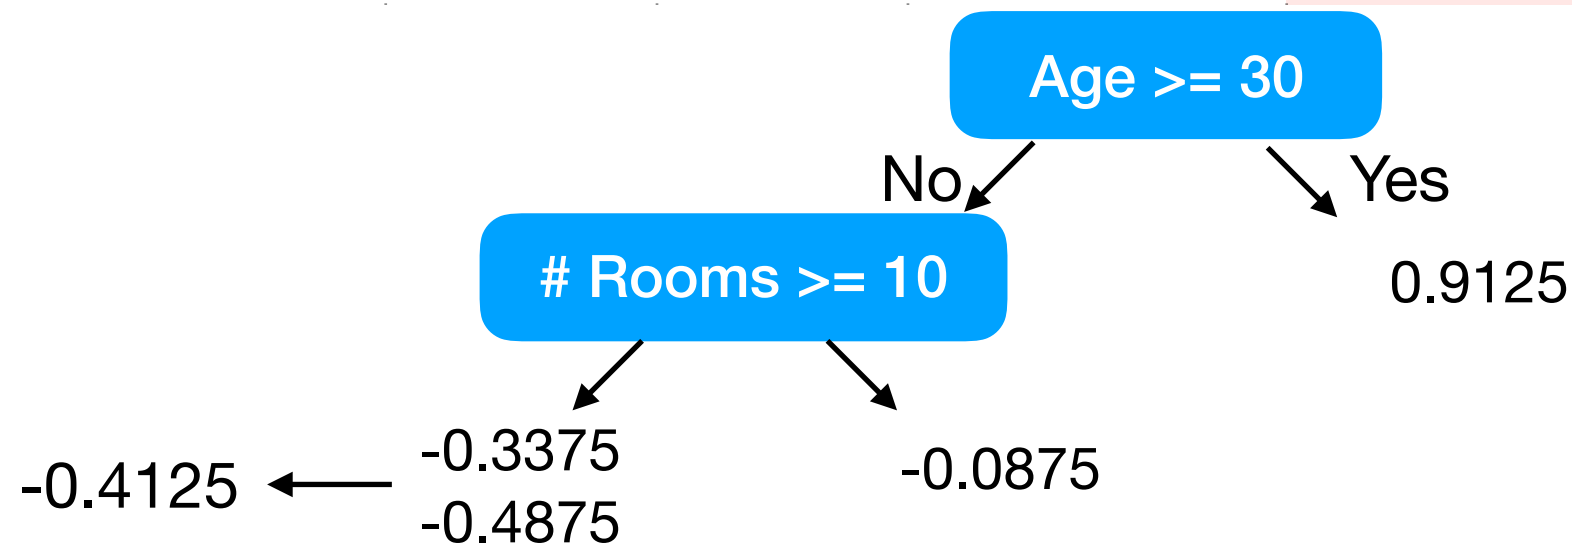 Age >= 30
No
Yes
# Rooms >= 10
0.9125
-0.3375
-0.0875
-0.4125
-0.4875